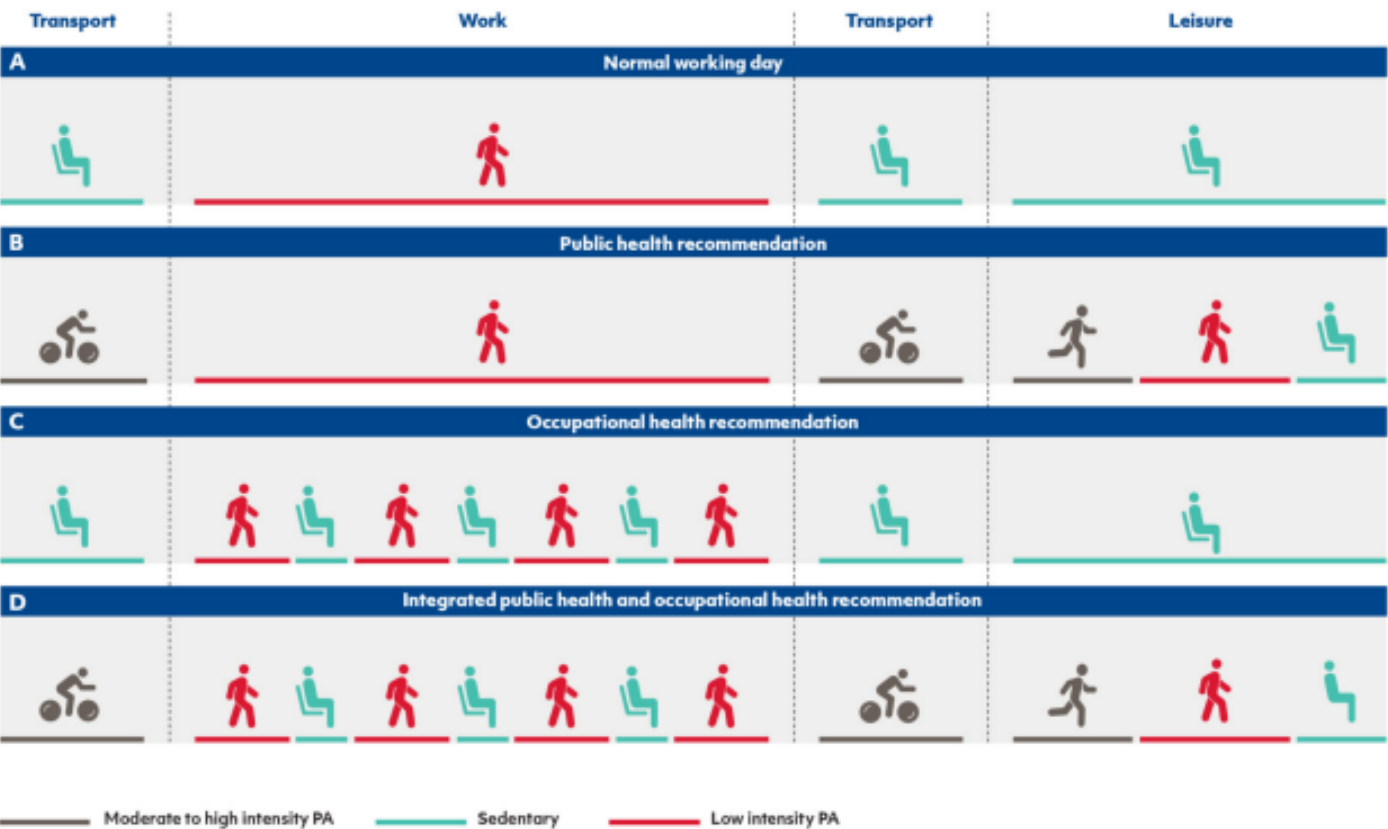 Transport Work Transport Leisure
A Normal working day
B Public health recommendation
C Occupational health recommendation
D Integrated public health and occupational health recommendation
Moderate to high intensity PA Sedentary Low intensity PA